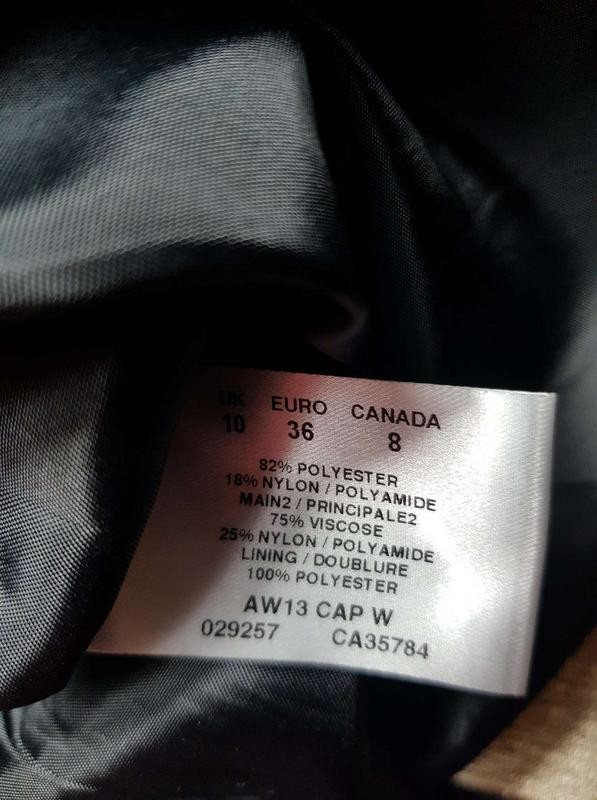 UK EURO CANADA
10 36 8
82% POLYESTER
18% NYLON / POLYAMIDE
MAIN2 / PRINCIPALE2
75% VISCOSE
25% NYLON / POLYAMIDE
LINING / DOUBLURE
100% POLYESTER
AW13 CAP W
029257 CA35784